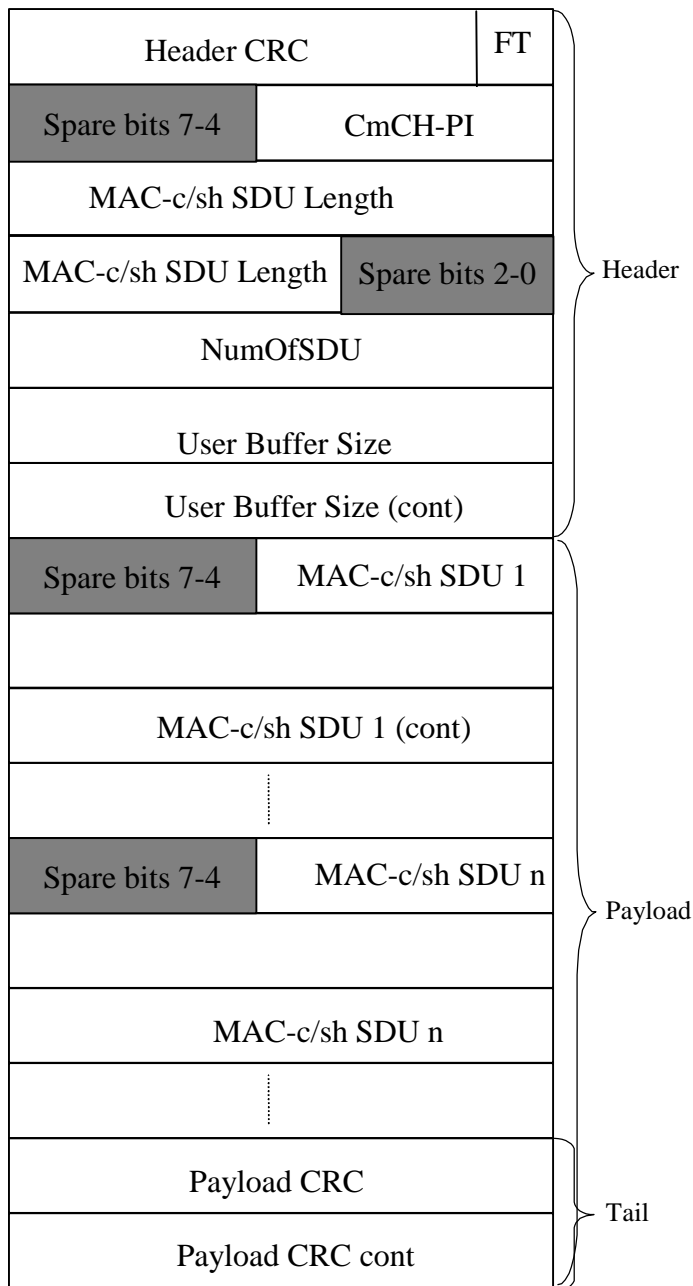 Header CRC FT
Spare bits 7-4 CmCH-PI
MAC-c/sh SDU Length
MAC-c/sh SDU Length Spare bits 2-0
Header
NumOfSDU
User Buffer Size
User Buffer Size (cont)
Spare bits 7-4 MAC-c/sh SDU 1
MAC-c/sh SDU 1 (cont)
Spare bits 7-4 MAC-c/sh SDU n
Payload
MAC-c/sh SDU n
Payload CRC
Tail
Payload CRC cont